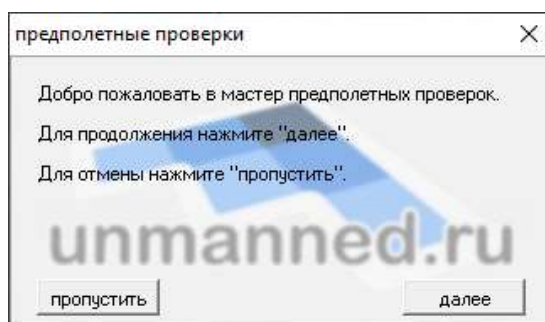 предполетные проверки
Добро пожаловать в мастер предполетных проверок.
Для продолжения нажмите "далее".
Для отмены нажмите "пропустить".
unmanned.ru
пропустить
далее